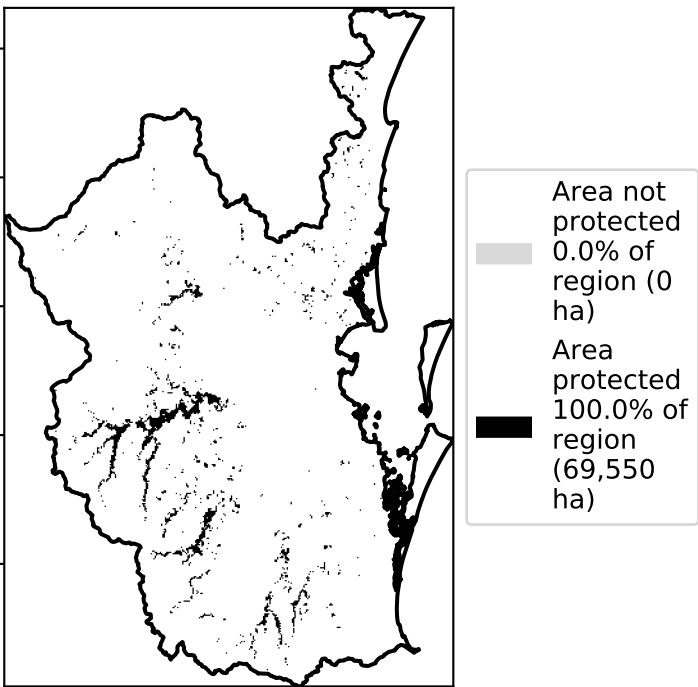 Area not
protected
0.0% of
region (0
ha)
Area
protected
100.0% of
region
(69,550
ha)